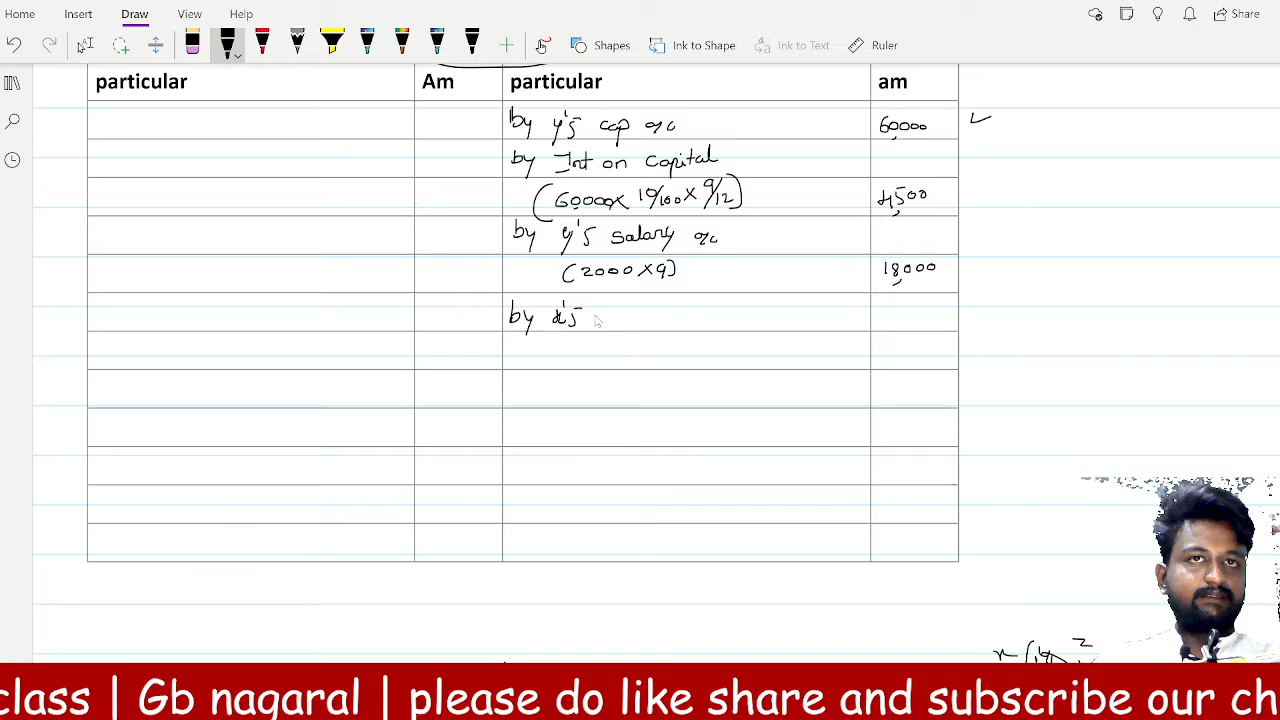 Home Insert Draw View Help Share
Shapes Ink to Shape Ink to Text Ruler
particular Am particular am
by y's cap a/c 60000
by Int on capital
(60000 x 10/100 x 9/12) 4500
by y's salary a/c
(2000 x 9) 18000
by x's
class | Gb nagaral | please do like share and subscribe our ch